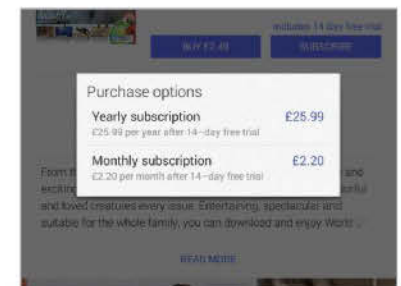 includes 14 day free trial
BUY £2.49
SUBSCRIBE
Purchase options
Yearly subscription £25.99
£25.99 per year after 14-day free trial
Monthly subscription £2.20
£2.20 per month after 14-day free trial
From and
exciting
and loved creatures every issue. Entertaining, spectacular and
suitable for the whole family, you can download and enjoy World
READ MORE